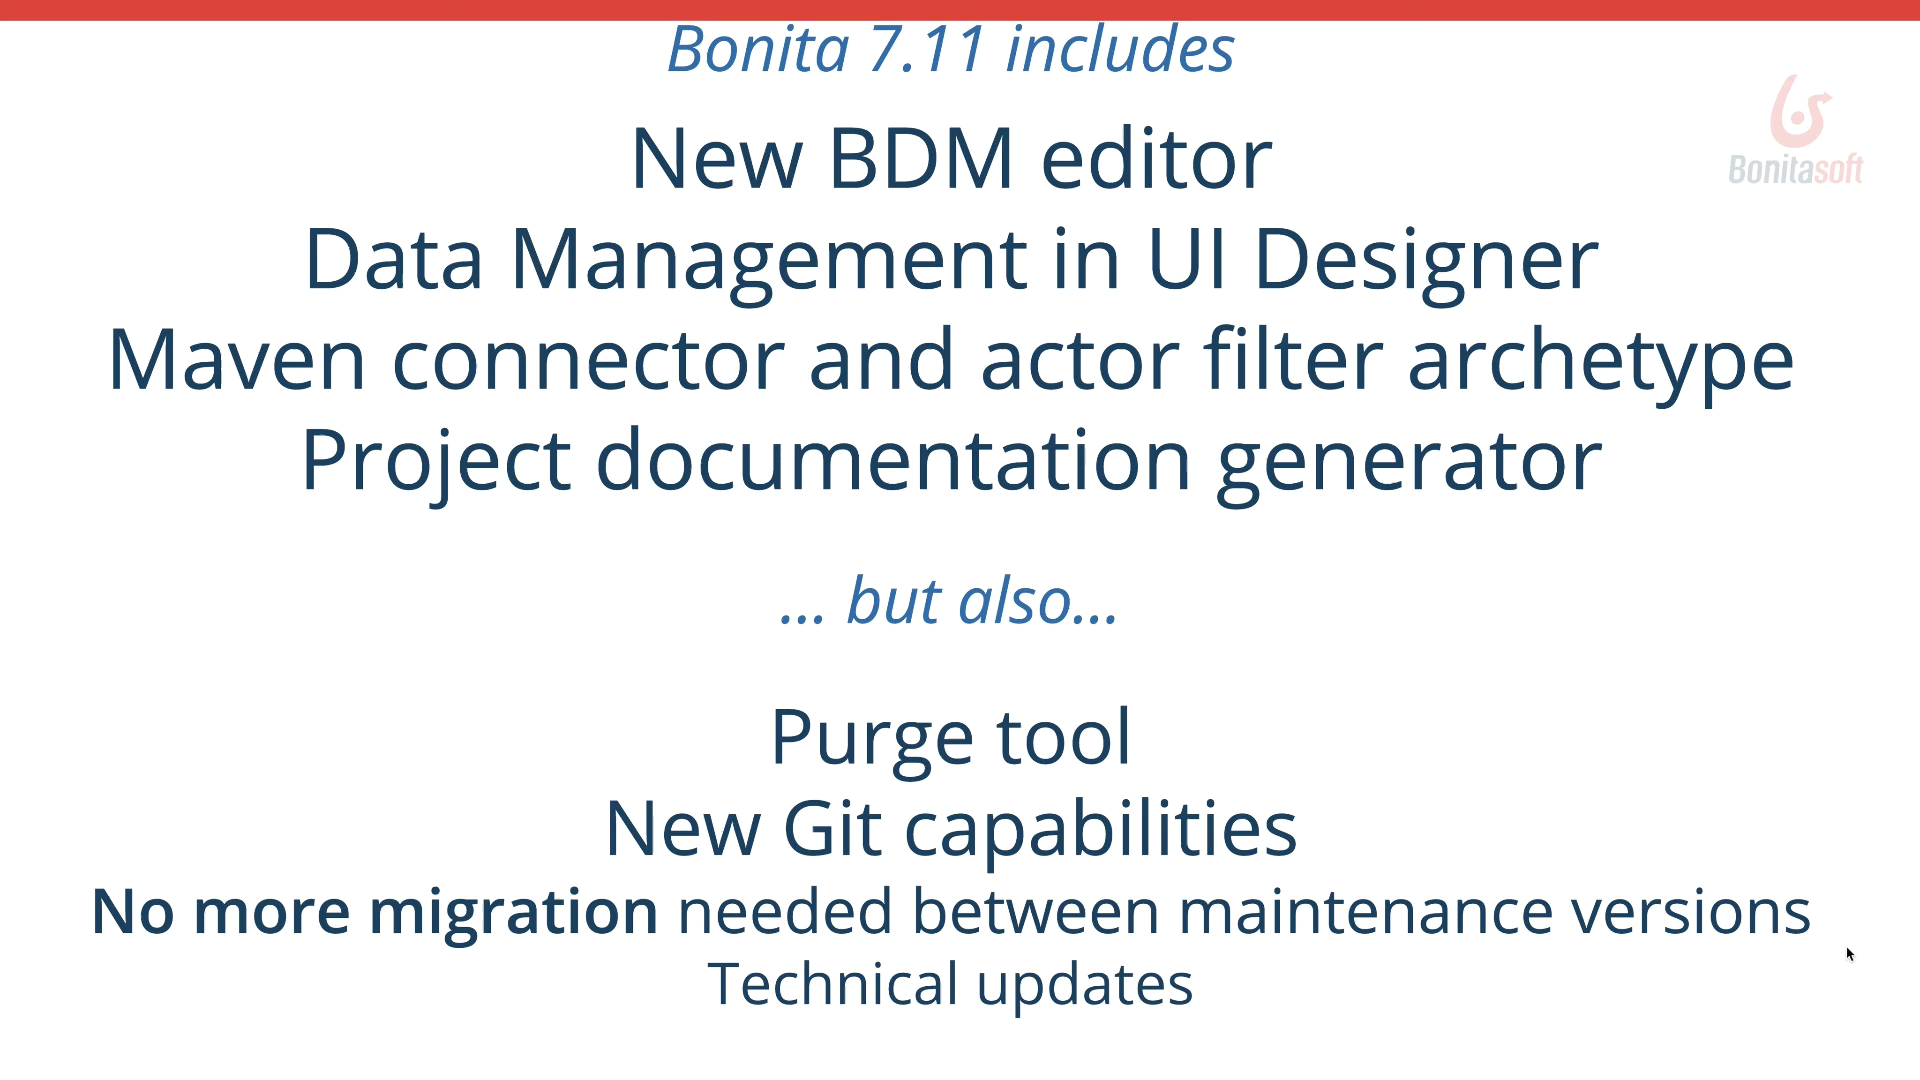 Bonita 7.11 includes
New BDM editor
Bonitasoft
Data Management in UI Designer
Maven connector and actor filter archetype
Project documentation generator
... but also...
Purge tool
New Git capabilities
No more migration needed between maintenance versions
Technical updates